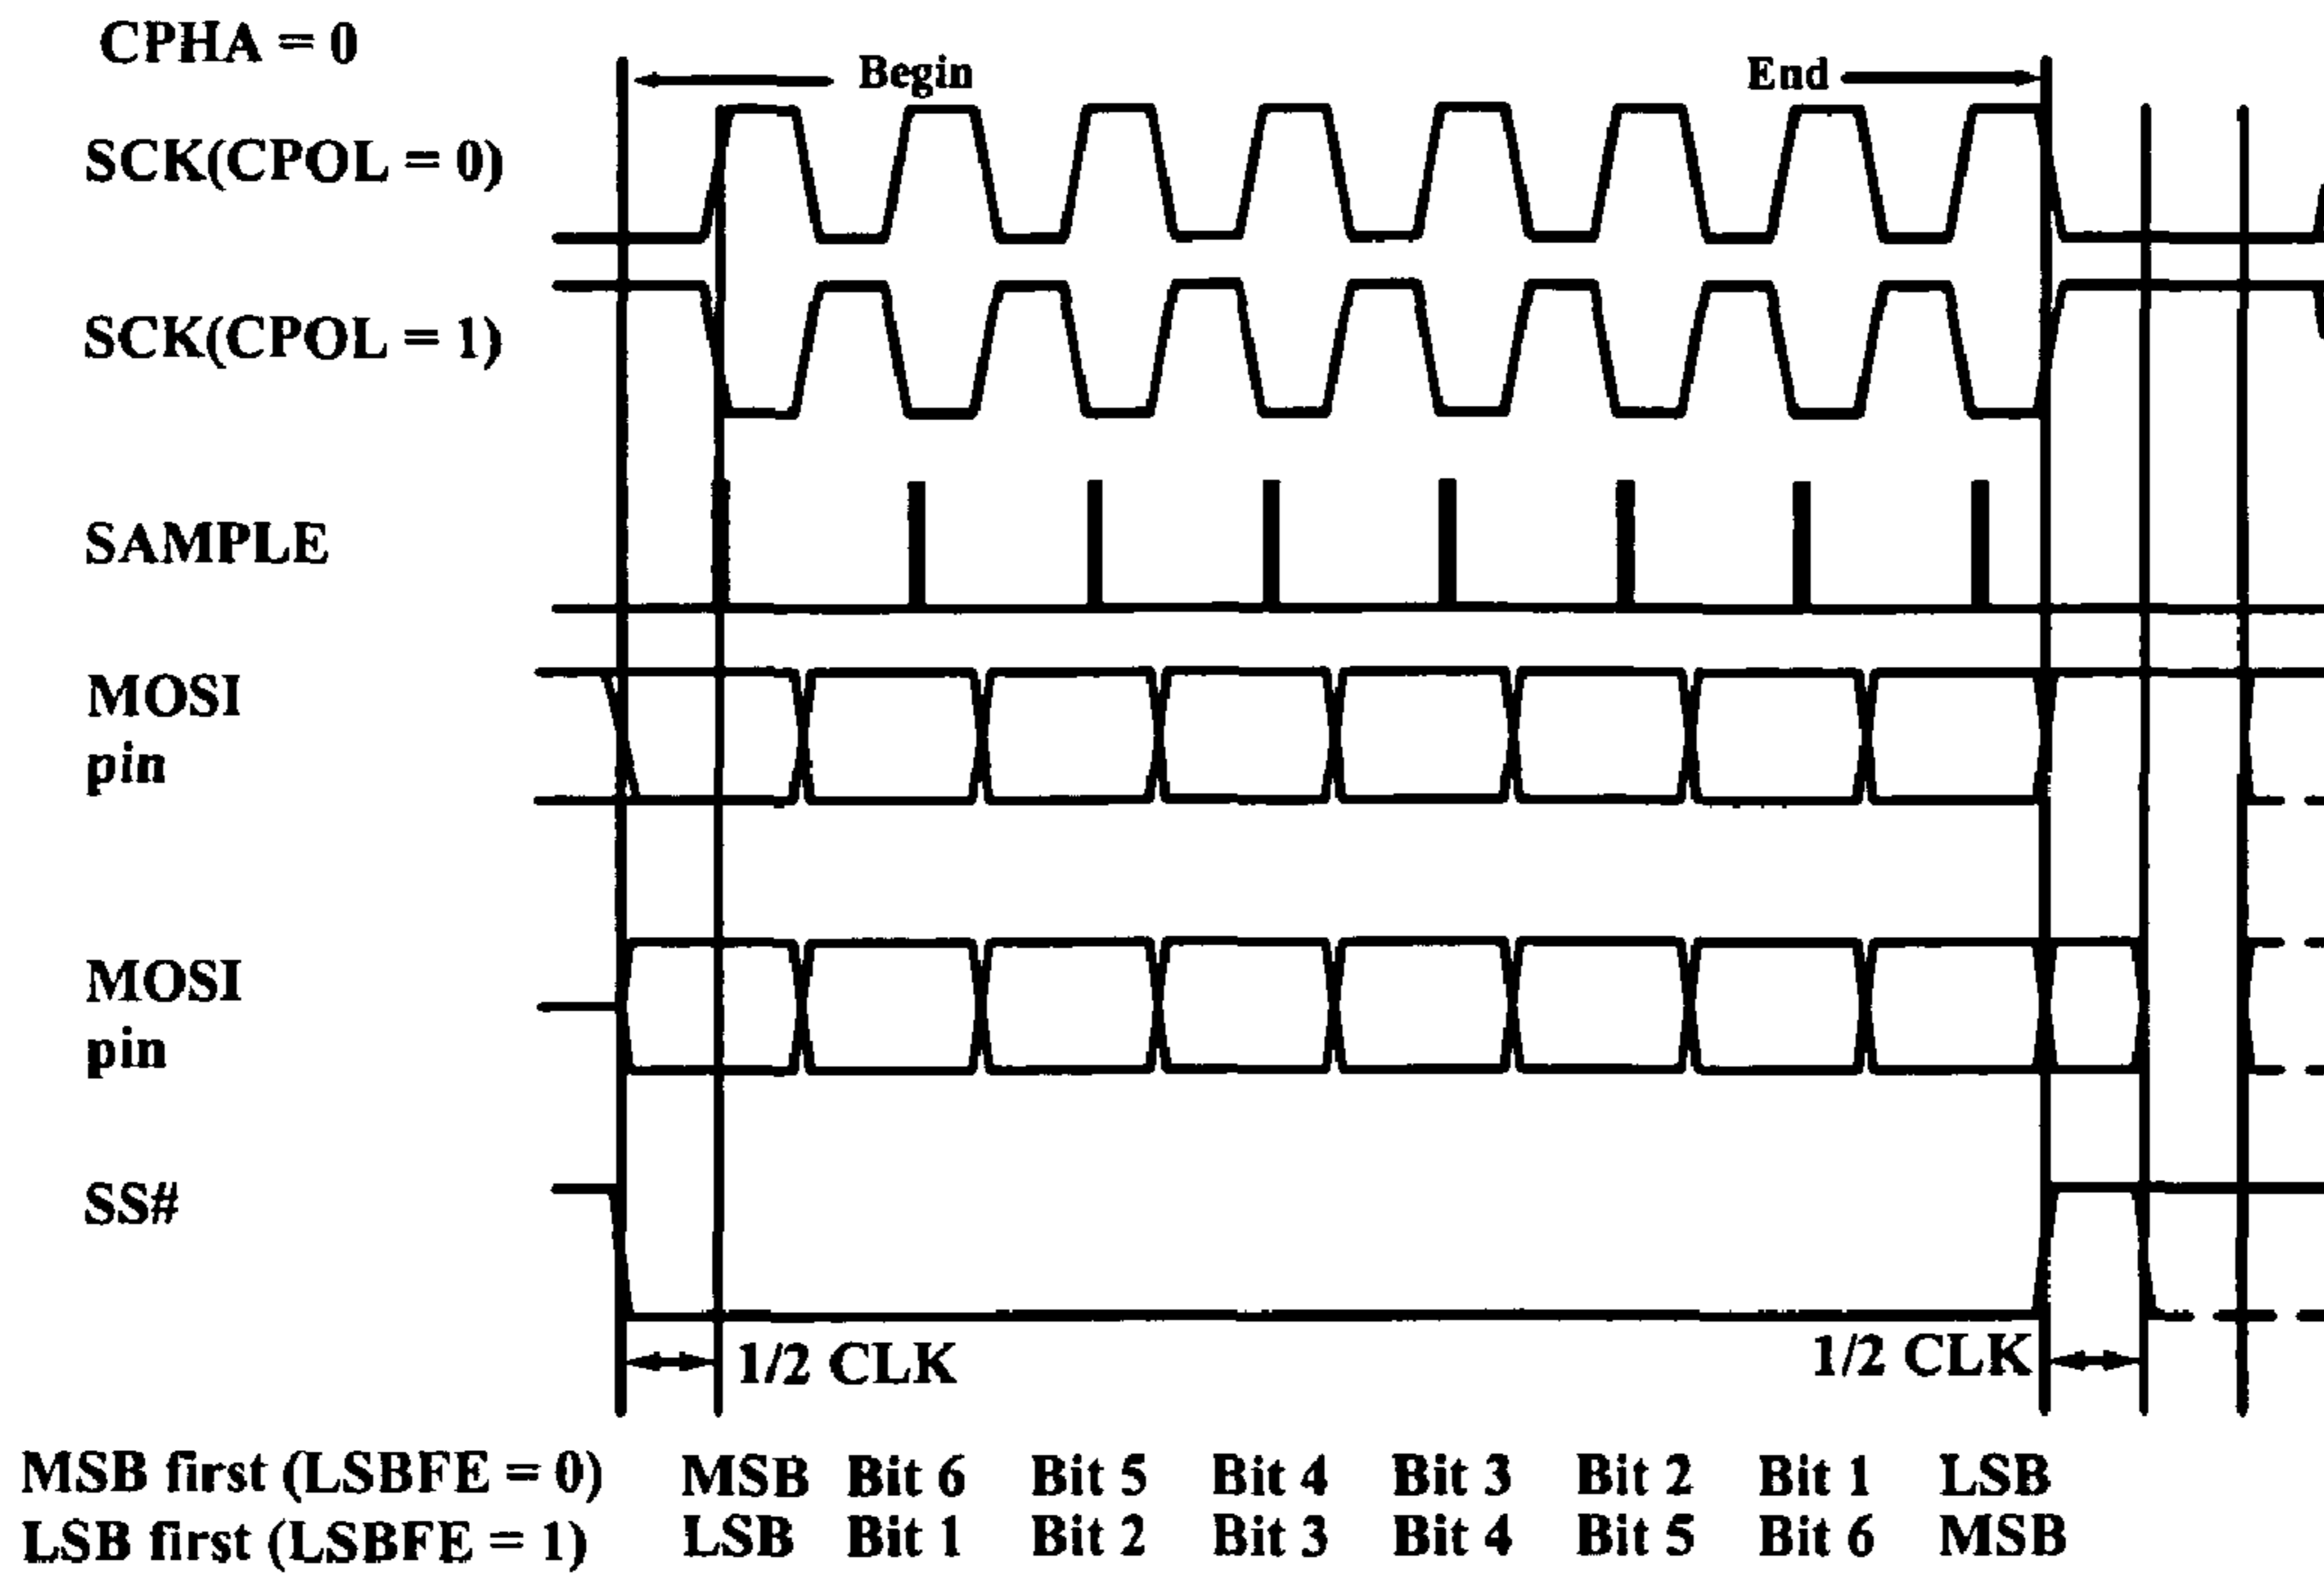 CPHA = 0
Begin
End
SCK(CPOL = 0)
SCK(CPOL = 1)
SAMPLE
MOSI
pin
MOSI
pin
SS#
1/2 CLK
1/2 CLK
MSB first (LSBFE = 0) MSB Bit 6 Bit 5 Bit 4 Bit 3 Bit 2 Bit 1 LSB
LSB first (LSBFE = 1) LSB Bit 1 Bit 2 Bit 3 Bit 4 Bit 5 Bit 6 MSB